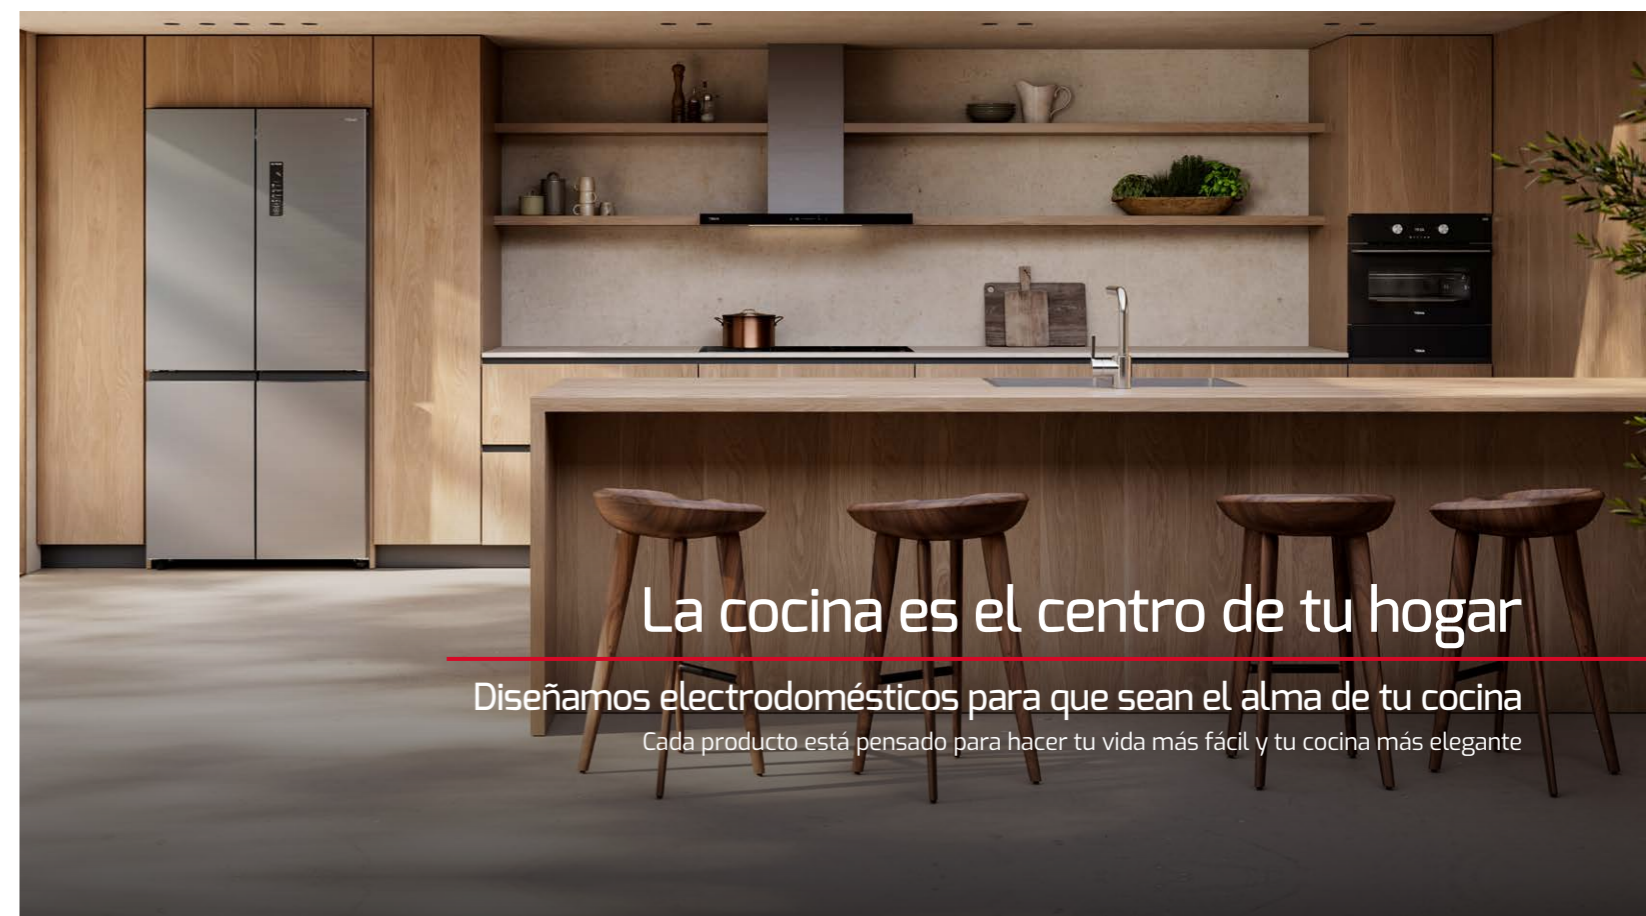 La cocina es el centro de tu hogar
Diseñamos electrodomésticos para que sean el alma de tu cocina
Cada producto está pensado para hacer tu vida más fácil y tu cocina más elegante